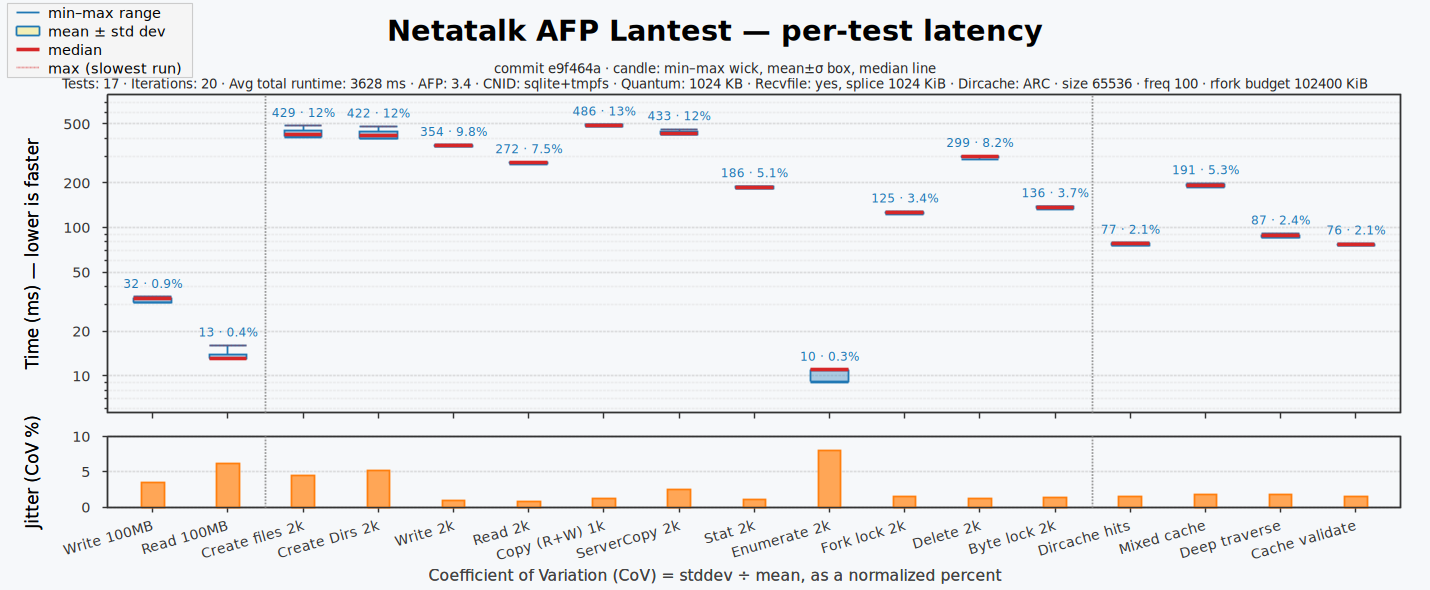 min–max range
mean ± std dev
median
max (slowest run)
Netatalk AFP Lantest — per-test latency
commit e9f464a · candle: min–max wick, mean±σ box, median line
Tests: 17 · Iterations: 20 · Avg total runtime: 3628 ms · AFP: 3.4 · CNID: sqlite+tmpfs · Quantum: 1024 KB · Recvfile: yes, splice 1024 KiB · Dircache: ARC · size 65536 · freq 100 · rfork budget 102400 KiB
Time (ms) — lower is faster
500
200
100
50
20
10
32 · 0.9%
13 · 0.4%
429 · 12%
422 · 12%
354 · 9.8%
272 · 7.5%
486 · 13%
433 · 12%
186 · 5.1%
10 · 0.3%
125 · 3.4%
299 · 8.2%
136 · 3.7%
77 · 2.1%
191 · 5.3%
87 · 2.4%
76 · 2.1%
Jitter (CoV %)
10
5
0
Write 100MB
Read 100MB
Create files 2k
Create Dirs 2k
Write 2k
Read 2k
Copy (R+W) 1k
ServerCopy 2k
Stat 2k
Enumerate 2k
Fork lock 2k
Delete 2k
Byte lock 2k
Dircache hits
Mixed cache
Deep traverse
Cache validate
Coefficient of Variation (CoV) = stddev ÷ mean, as a normalized percent